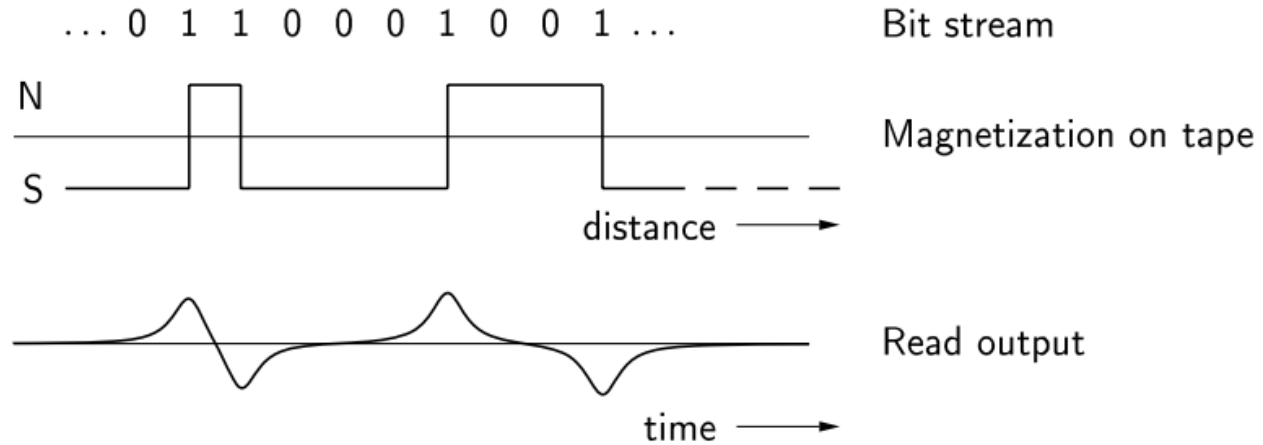 ... 0 1 1 0 0 0 1 0 0 1 ... Bit stream
N
Magnetization on tape
S
distance
Read output
time